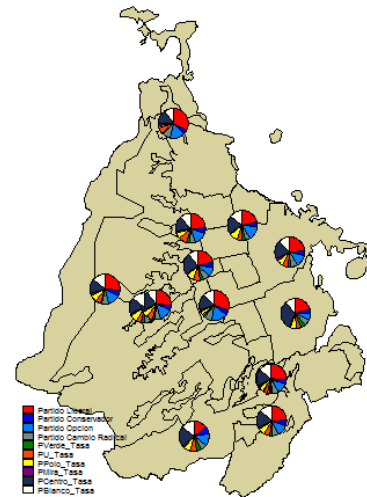 Partido Liberal
Partido Conservador
Partido Opcion
Partido Cambio Radical
PVerde_Tasa
PU_Tasa
PPolo_Tasa
PMira_Tasa
PCentro_Tasa
PBlanco_Tasa